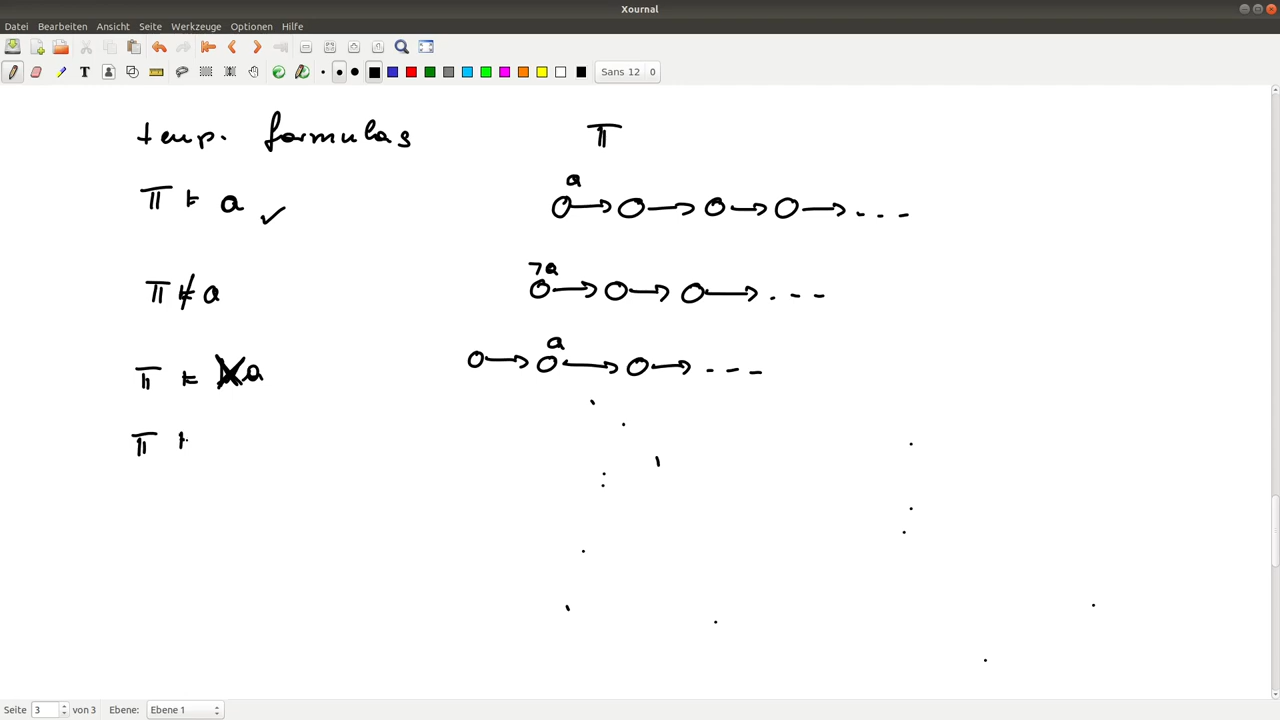 Xournal
Datei Bearbeiten Ansicht Seite Werkzeuge Optionen Hilfe
Sans 12 0
temp. formulas π
π ⊨ a ✓ a
π ⊭ a ¬a
π ⊨ Xa a
π ⊨
Seite 3 von 3 Ebene: Ebene 1